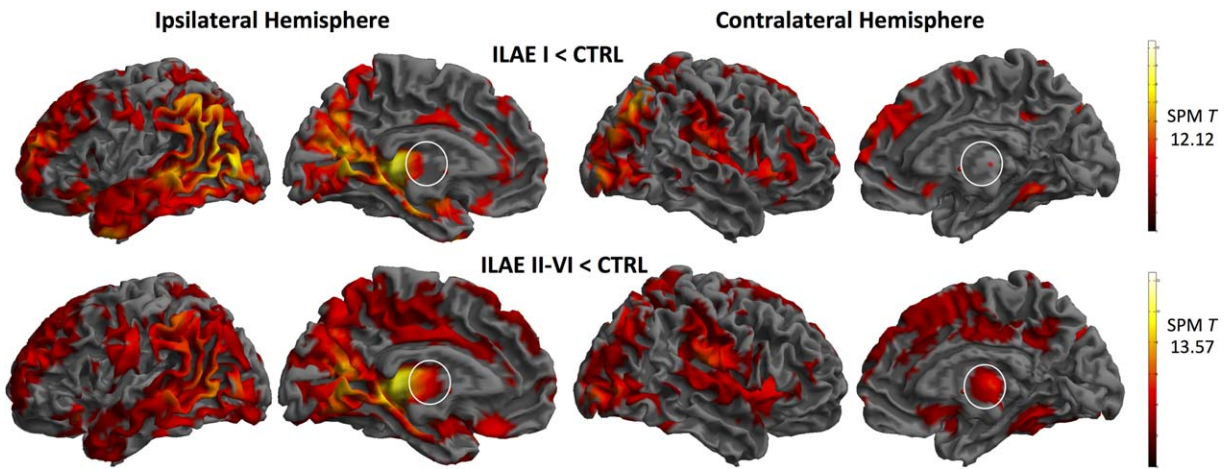 Ipsilateral Hemisphere
Contralateral Hemisphere
ILAE I < CTRL
SPM T
12.12
ILAE II-VI < CTRL
SPM T
13.57